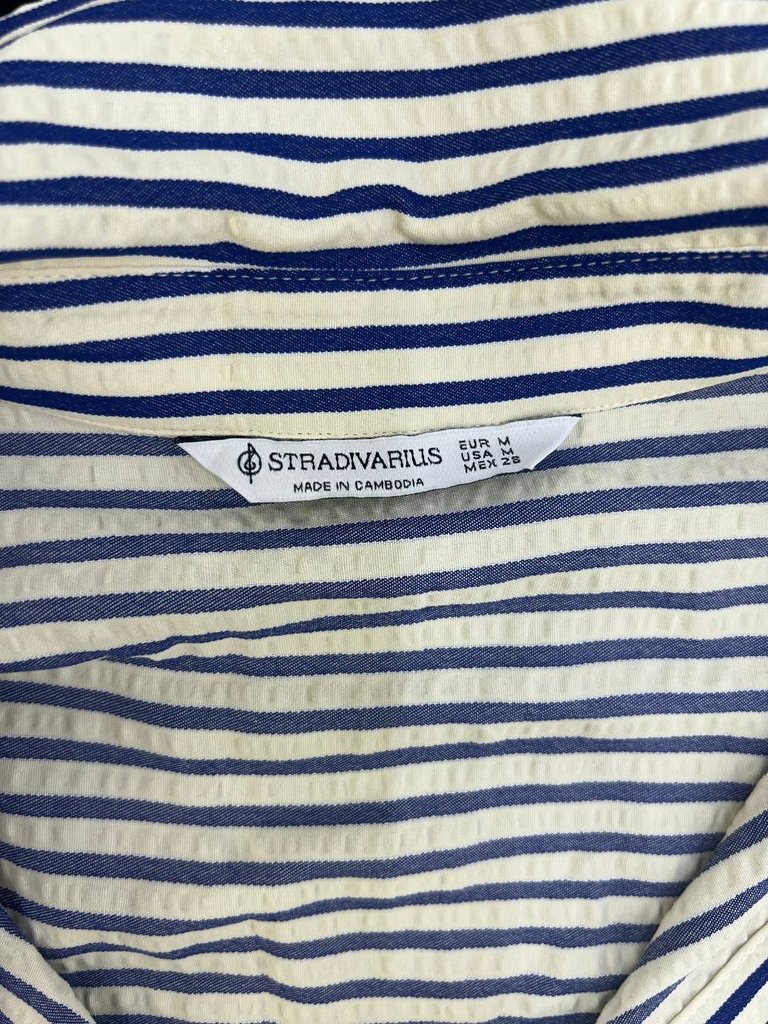 STRADIVARIUS
MADE IN CAMBODIA
EUR M
USA M
MEX 28